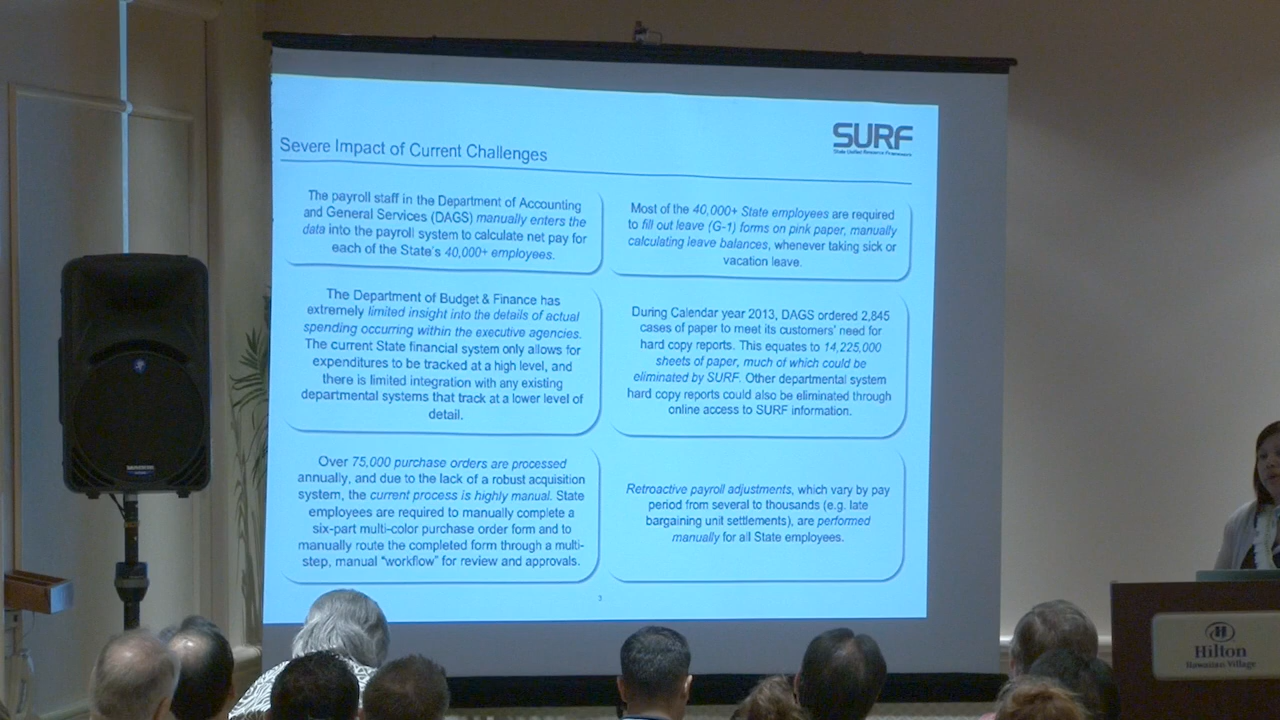 Severe Impact of Current Challenges
SURF
State Unified Resource Framework
The payroll staff in the Department of Accounting
and General Services (DAGS) manually enters the
data into the payroll system to calculate net pay for
each of the State's 40,000+ employees.
Most of the 40,000+ State employees are required
to fill out leave (G-1) forms on pink paper, manually
calculating leave balances, whenever taking sick or
vacation leave.
The Department of Budget & Finance has
extremely limited insight into the details of actual
spending occurring within the executive agencies.
The current State financial system only allows for
expenditures to be tracked at a high level, and
there is limited integration with any existing
departmental systems that track at a lower level of
detail.
During Calendar year 2013, DAGS ordered 2,845
cases of paper to meet its customers' need for
hard copy reports. This equates to 14,225,000
sheets of paper, much of which could be
eliminated by SURF. Other departmental system
hard copy reports could also be eliminated through
online access to SURF information.
Over 75,000 purchase orders are processed
annually, and due to the lack of a robust acquisition
system, the current process is highly manual. State
employees are required to manually complete a
six-part multi-color purchase order form and to
manually route the completed form through a multi-
step, manual "workflow" for review and approvals.
Retroactive payroll adjustments, which vary by pay
period from several to thousands (e.g. late
bargaining unit settlements), are performed
manually for all State employees.
3
H
Hilton
Hawaiian Village